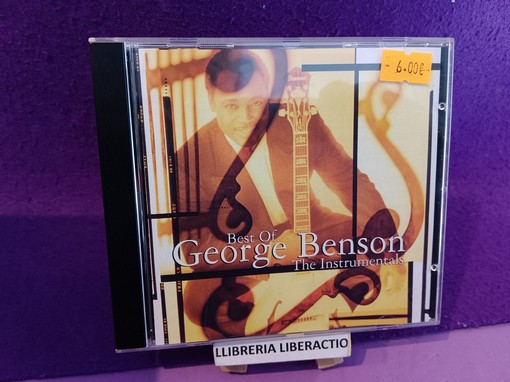 6.00€
Best Of
George Benson
The Instrumentals
LLIBRERIA LIBERACTIO